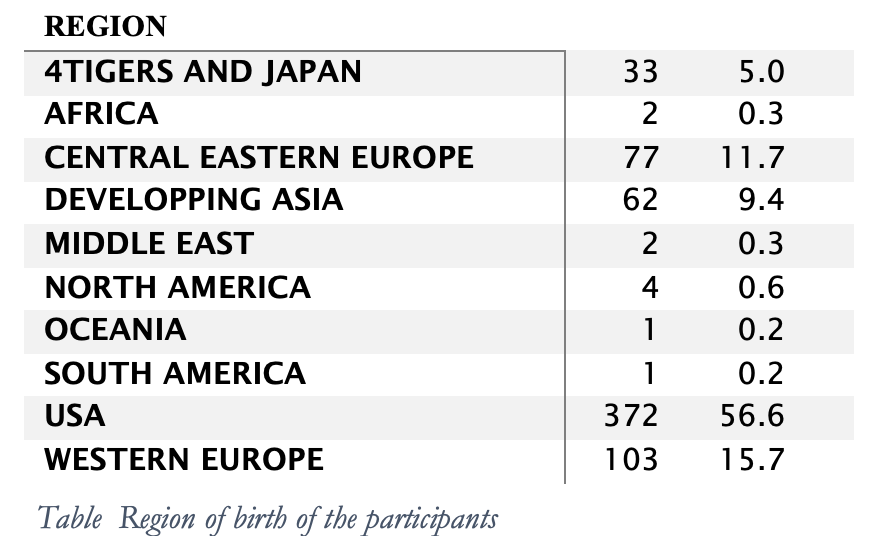 REGION
4TIGERS AND JAPAN 33 5.0
AFRICA 2 0.3
CENTRAL EASTERN EUROPE 77 11.7
DEVELOPPING ASIA 62 9.4
MIDDLE EAST 2 0.3
NORTH AMERICA 4 0.6
OCEANIA 1 0.2
SOUTH AMERICA 1 0.2
USA 372 56.6
WESTERN EUROPE 103 15.7
Table Region of birth of the participants